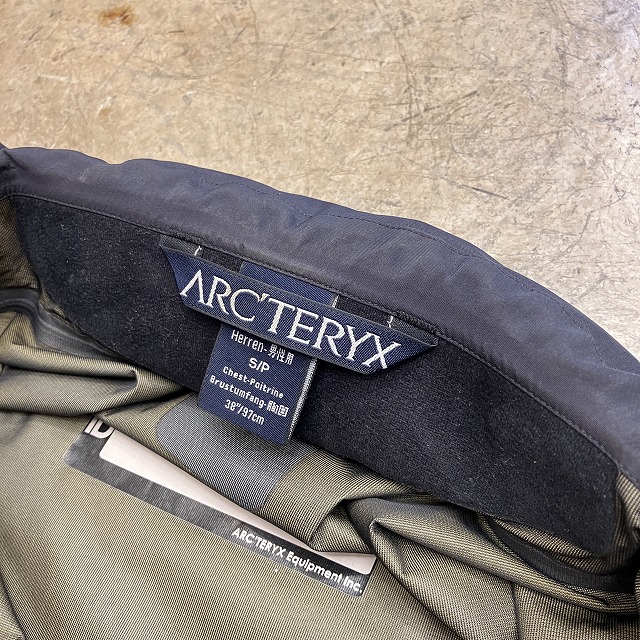 ARC'TERYX
Herren-男性用
S/P
Chest-Poitrine
Brustumfang-胸囲
38"/97cm
ARC'TERYX Equipment Inc.